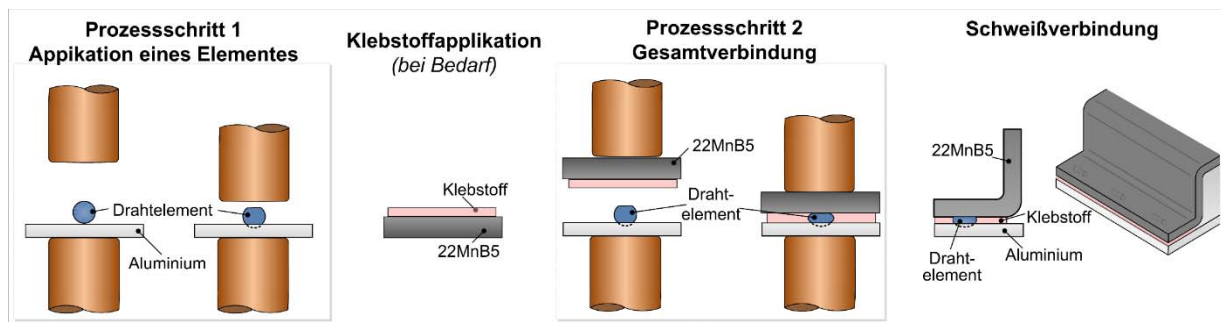 Prozessschritt 1
Appikation eines Elementes
Drahtelement
Aluminium
Klebstoffapplikation
(bei Bedarf)
Klebstoff
22MnB5
Prozessschritt 2
Gesamtverbindung
22MnB5
Draht-
element
Schweißverbindung
22MnB5
Klebstoff
Draht-
element
Aluminium